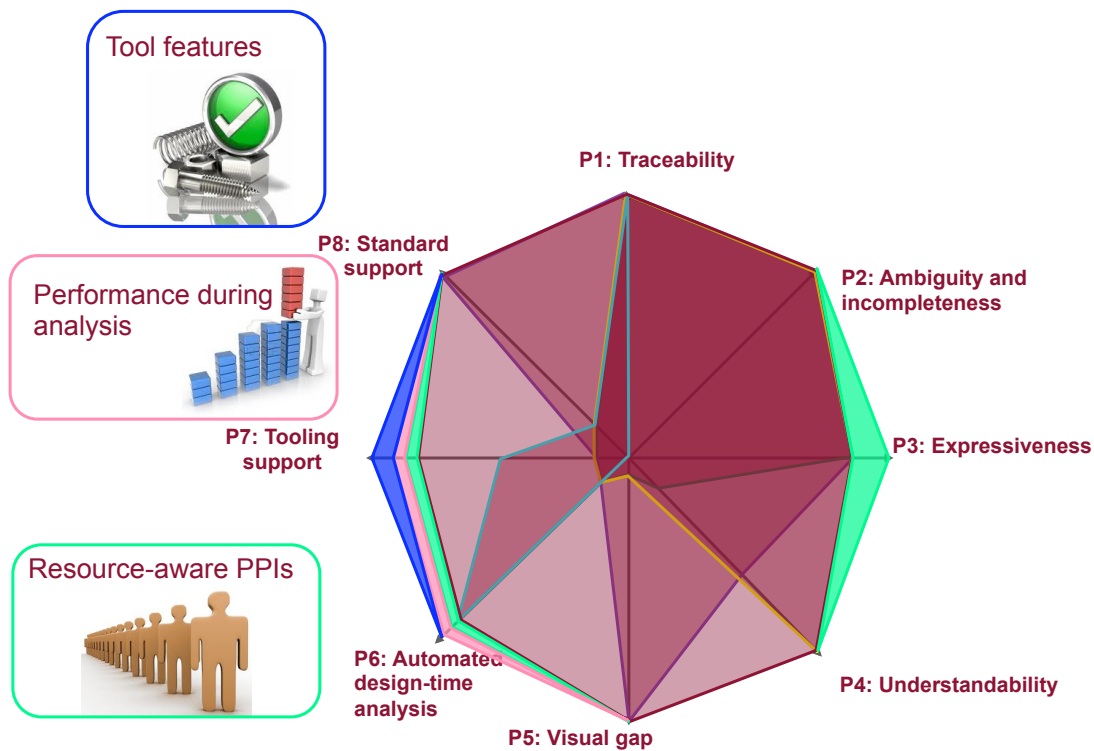 Tool features
Performance during
analysis
Resource-aware PPIs
P1: Traceability
P2: Ambiguity and
incompleteness
P3: Expressiveness
P4: Understandability
P5: Visual gap
P6: Automated
design-time
analysis
P7: Tooling
support
P8: Standard
support